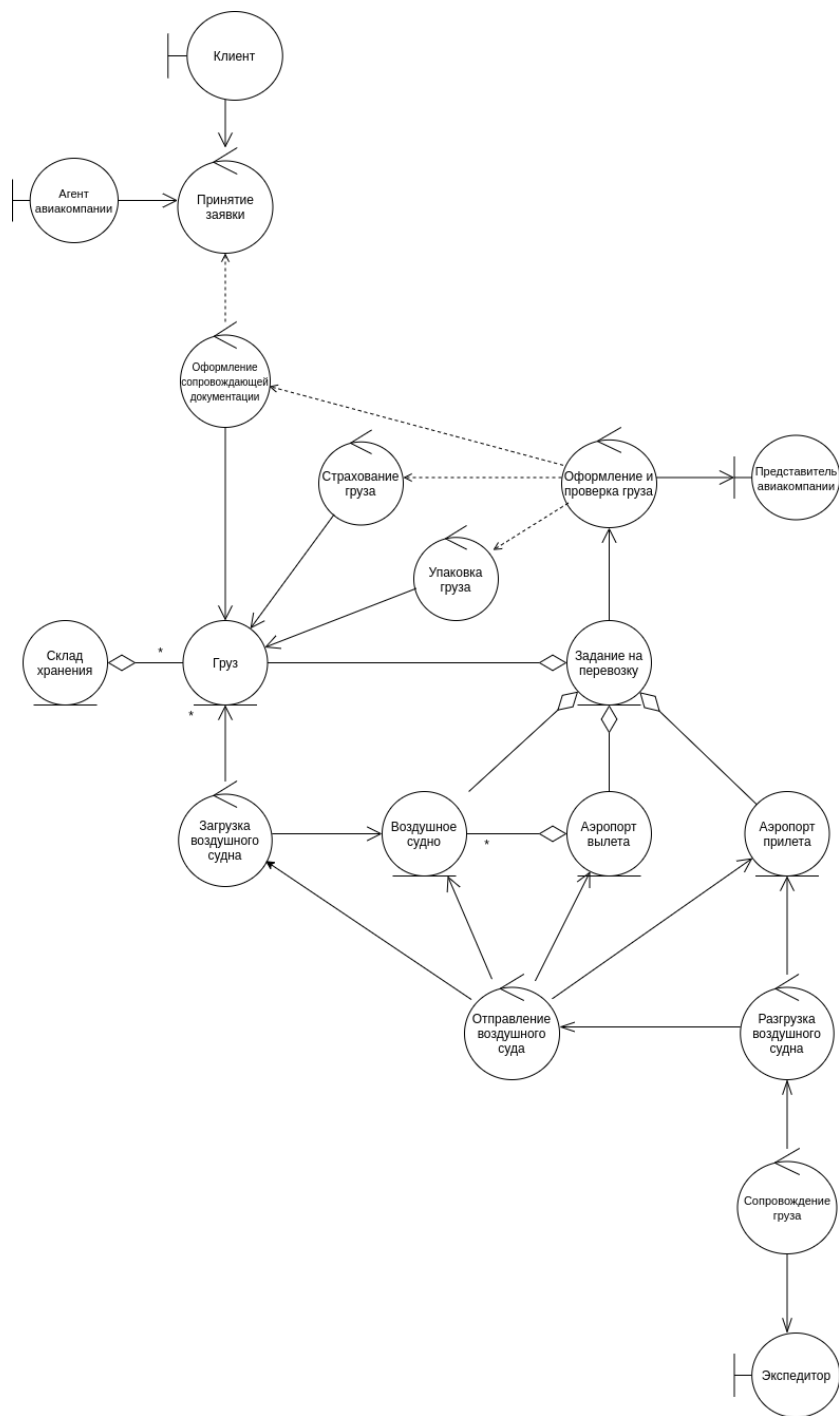 Клиент
Агент
авиакомпании
Принятие
заявки
Оформление
сопровождающей
документации
Страхование
груза
Оформление и
проверка груза
Представитель
авиакомпании
Упаковка
груза
Склад
хранения
*
Груз
*
Задание на
перевозку
Загрузка
воздушного
судна
Воздушное
судно
*
Аэропорт
вылета
Аэропорт
прилета
Отправление
воздушного
суда
Разгрузка
воздушного
судна
Сопровождение
груза
Экспедитор